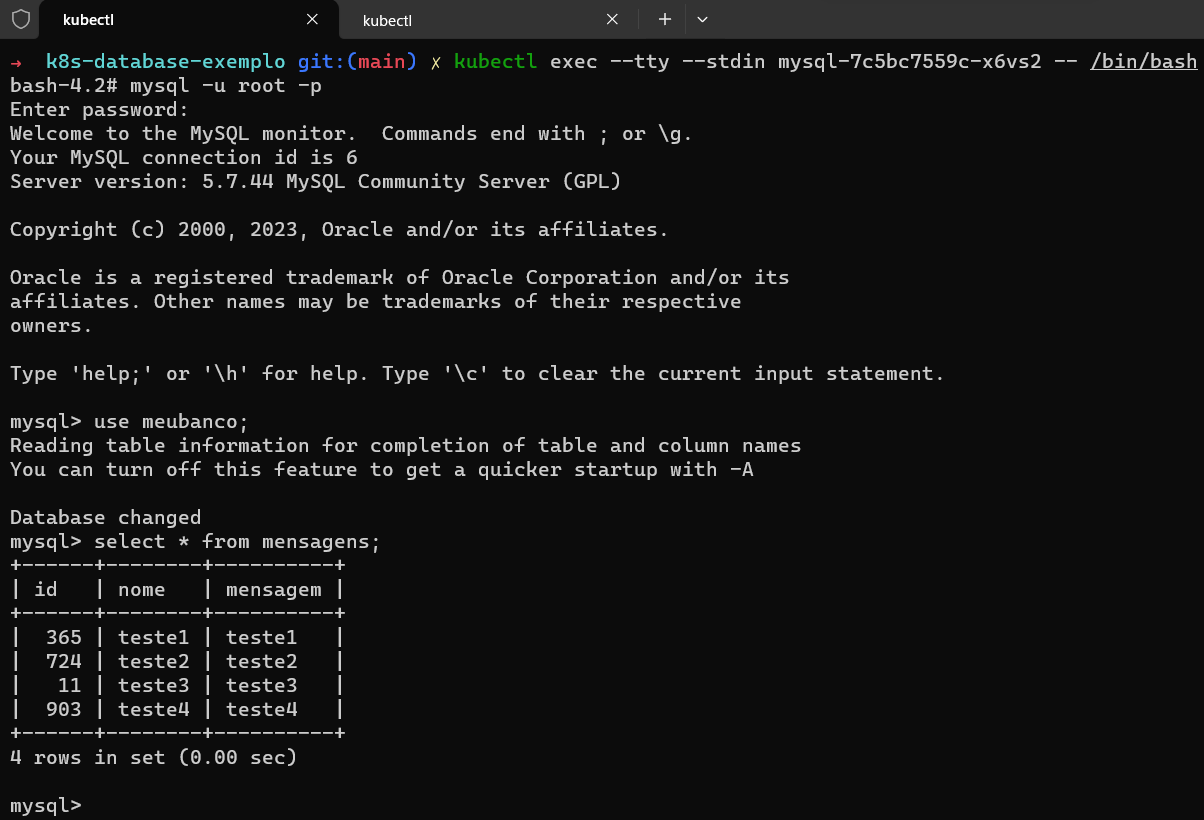 kubectl
kubectl
→ k8s-database-exemplo git:(main) ✗ kubectl exec --tty --stdin mysql-7c5bc7559c-x6vs2 -- /bin/bash
bash-4.2# mysql -u root -p
Enter password:
Welcome to the MySQL monitor.  Commands end with ; or \g.
Your MySQL connection id is 6
Server version: 5.7.44 MySQL Community Server (GPL)
Copyright (c) 2000, 2023, Oracle and/or its affiliates.
Oracle is a registered trademark of Oracle Corporation and/or its
affiliates. Other names may be trademarks of their respective
owners.
Type 'help;' or '\h' for help. Type '\c' to clear the current input statement.
mysql> use meubanco;
Reading table information for completion of table and column names
You can turn off this feature to get a quicker startup with -A
Database changed
mysql> select * from mensagens;
+------+--------+----------+
| id   | nome   | mensagem |
+------+--------+----------+
|  365 | teste1 | teste1   |
|  724 | teste2 | teste2   |
|   11 | teste3 | teste3   |
|  903 | teste4 | teste4   |
+------+--------+----------+
4 rows in set (0.00 sec)
mysql>